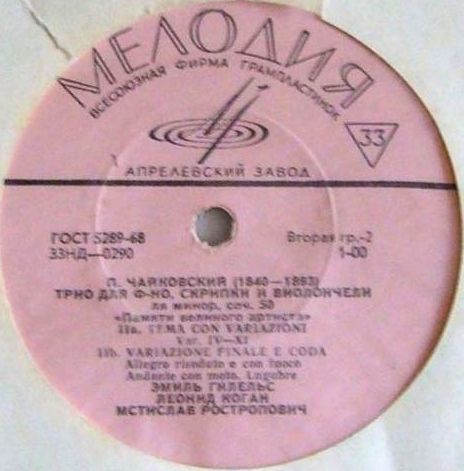 МЕЛОДИЯ
ВСЕСОЮЗНАЯ ФИРМА ГРАМПЛАСТИНОК
33
АПРЕЛЕВСКИЙ ЗАВОД
ГОСТ 5289-68
Вторая гр.-2
33НД—0290
1-00
П. ЧАЙКОВСКИЙ (1840—1893)
ТРИО ДЛЯ Ф-НО, СКРИПКИ И ВИОЛОНЧЕЛИ
ля минор, соч. 50
«Памяти великого артиста»
IIa. TEMA CON VARIAZIONI
Var. IV—XI
IIb. VARIAZIONE FINALE E CODA
Allegro risoluto e con fuoco
Andante con moto. Lugubre
ЭМИЛЬ ГИЛЕЛЬС
ЛЕОНИД КОГАН
МСТИСЛАВ РОСТРОПОВИЧ